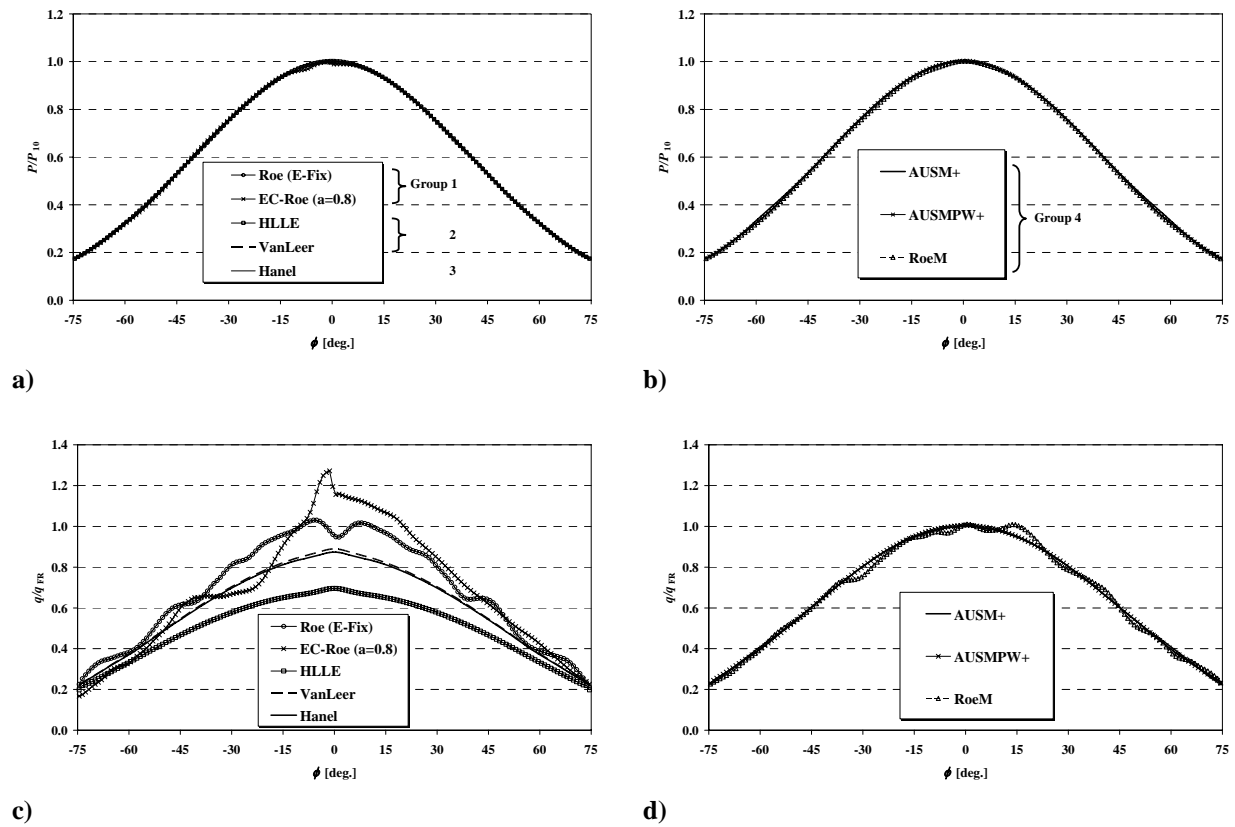 1.2
1.0
0.8
0.6
0.4
0.2
0.0
P/P10
-75 -60 -45 -30 -15 0 15 30 45 60 75
ϕ [deg.]
Roe (E-Fix)
EC-Roe (a=0.8)
Group 1
HLLE
VanLeer
2
Hanel
3
a)
1.2
1.0
0.8
0.6
0.4
0.2
0.0
P/P10
-75 -60 -45 -30 -15 0 15 30 45 60 75
ϕ [deg.]
AUSM+
AUSMPW+
RoeM
Group 4
b)
1.4
1.2
1.0
0.8
0.6
0.4
0.2
0.0
q/qFR
-75 -60 -45 -30 -15 0 15 30 45 60 75
ϕ [deg.]
Roe (E-Fix)
EC-Roe (a=0.8)
HLLE
VanLeer
Hanel
c)
1.4
1.2
1.0
0.8
0.6
0.4
0.2
0.0
q/qFR
-75 -60 -45 -30 -15 0 15 30 45 60 75
ϕ [deg.]
AUSM+
AUSMPW+
RoeM
d)